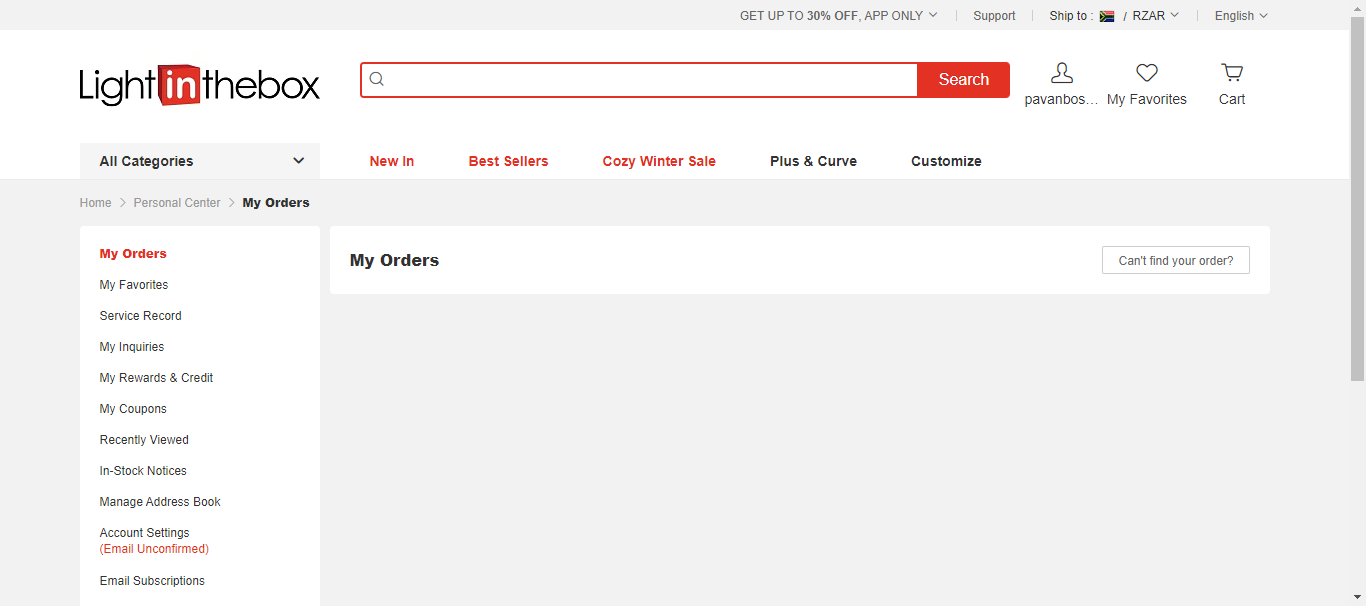 GET UP TO 30% OFF, APP ONLY
Support
Ship to : / RZAR
English
Lightinthebox
Search
pavanbos...
My Favorites
Cart
All Categories
New In
Best Sellers
Cozy Winter Sale
Plus & Curve
Customize
Home > Personal Center > My Orders
My Orders
My Favorites
Service Record
My Inquiries
My Rewards & Credit
My Coupons
Recently Viewed
In-Stock Notices
Manage Address Book
Account Settings
(Email Unconfirmed)
Email Subscriptions
My Orders
Can't find your order?